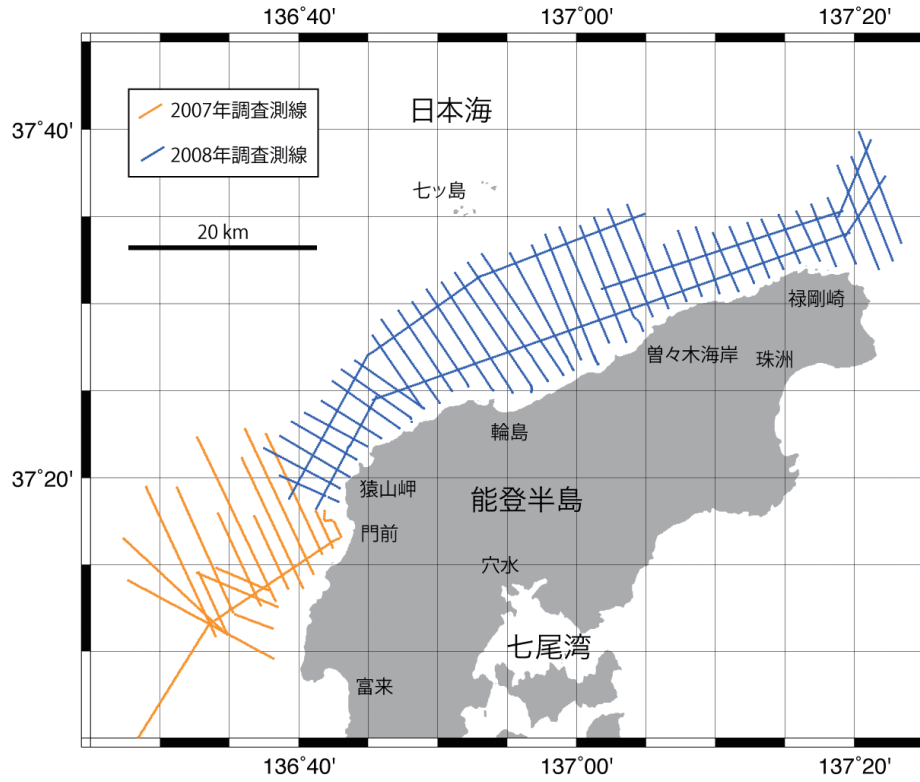 136˚40' 137˚00' 137˚20'
2007年調査測線
2008年調査測線
日本海
37˚40'
七ッ島
20 km
禄剛崎
曽々木海岸
珠洲
輪島
37˚20'
猿山岬
能登半島
門前
穴水
七尾湾
富来
136˚40' 137˚00' 137˚20'